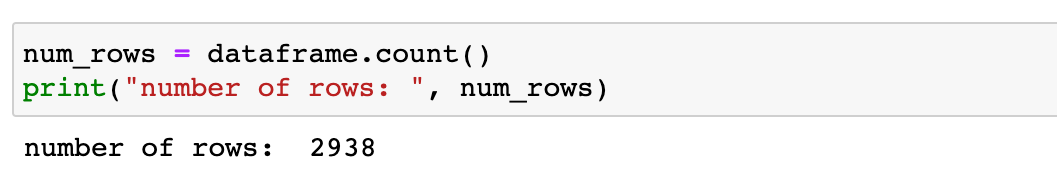 num_rows = dataframe.count()
print("number of rows: ", num_rows)
number of rows:  2938